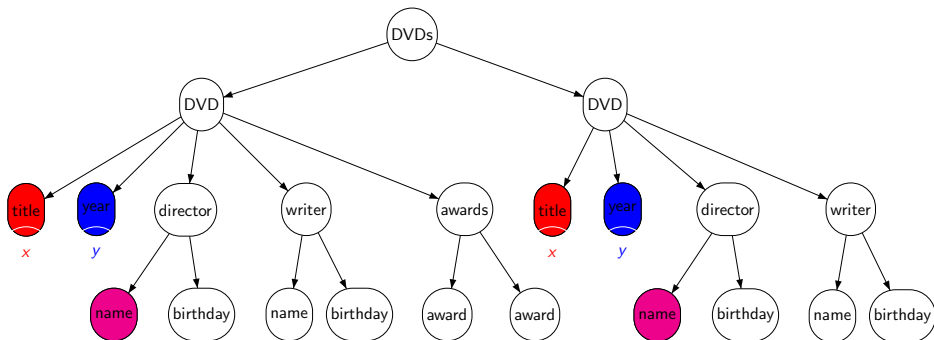 DVDs
DVD DVD
title year director writer awards title year director writer
x y x y
name birthday name birthday award award name birthday name birthday